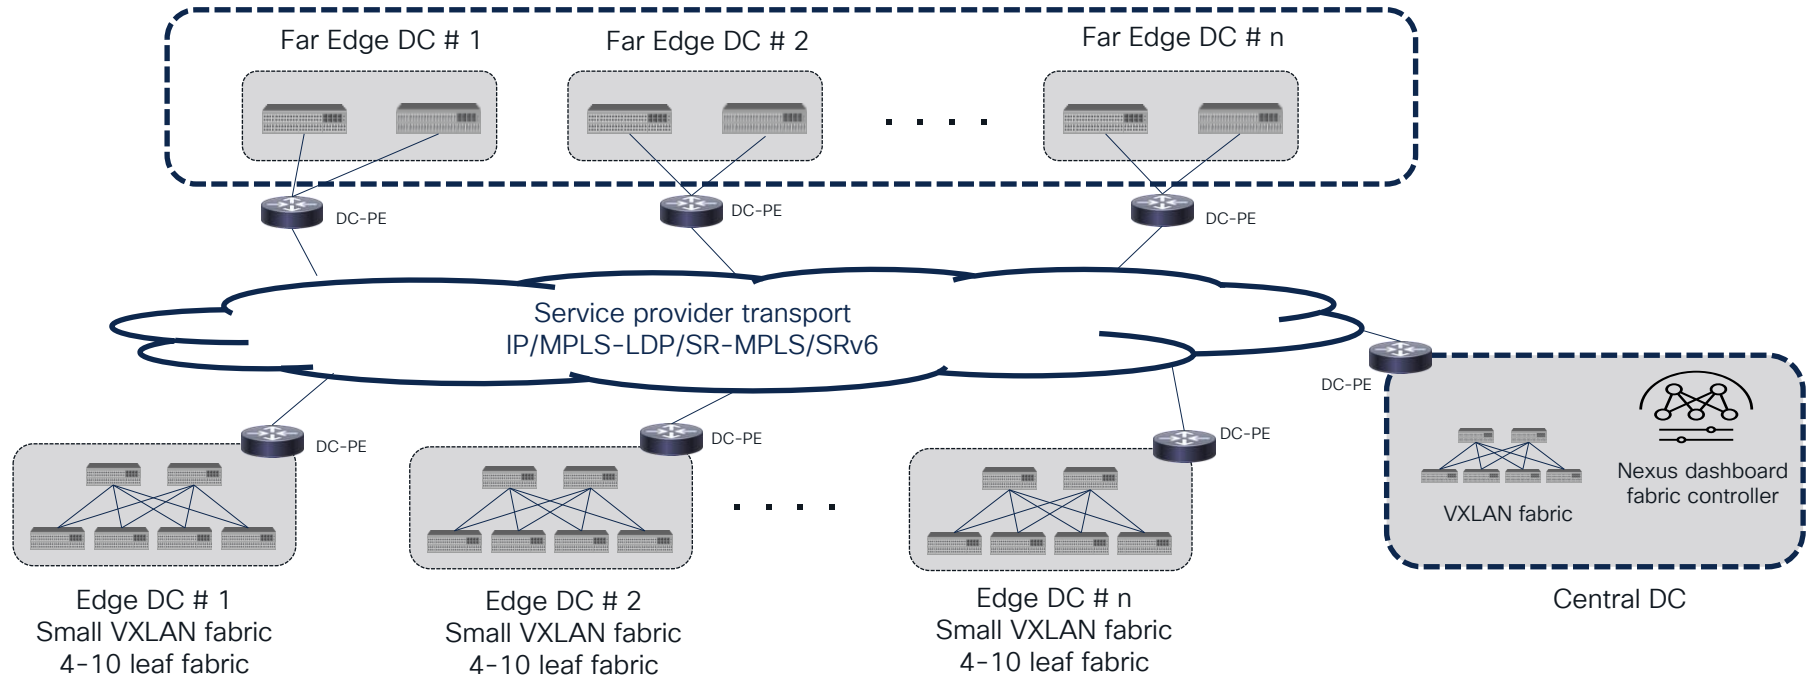 Far Edge DC # 1
Far Edge DC # 2
Far Edge DC # n
DC-PE
DC-PE
DC-PE
Service provider transport
IP/MPLS-LDP/SR-MPLS/SRv6
DC-PE
DC-PE
DC-PE
DC-PE
Nexus dashboard
fabric controller
VXLAN fabric
Edge DC # 1
Small VXLAN fabric
4-10 leaf fabric
Edge DC # 2
Small VXLAN fabric
4-10 leaf fabric
Edge DC # n
Small VXLAN fabric
4-10 leaf fabric
Central DC